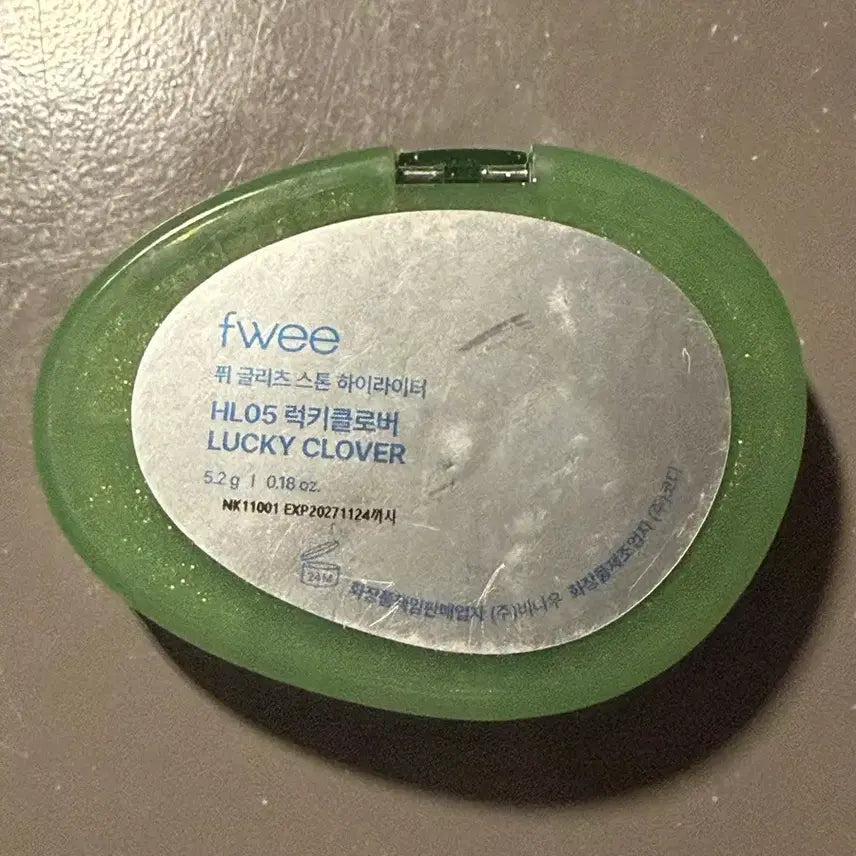 fwee
퓌 글리츠 스톤 하이라이터
HL05 럭키클로버
LUCKY CLOVER
5.2 g | 0.18 oz.
NK11001 EXP20271124까지
24M
화장품책임판매업자 (주)비나우 화장품제조업자 (주)코디